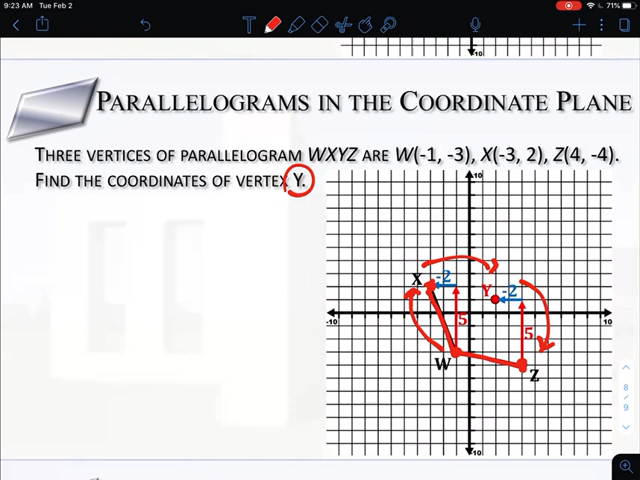 9:23 AM Tue Feb 2
71%
-10
PARALLELOGRAMS IN THE COORDINATE PLANE
THREE VERTICES OF PARALLELOGRAM WXYZ ARE W(-1, -3), X(-3, 2), Z(4, -4).
FIND THE COORDINATES OF VERTEX Y.
10
X -2
Y -2
5
5
-10 10
W
Z
-10
8
/
9